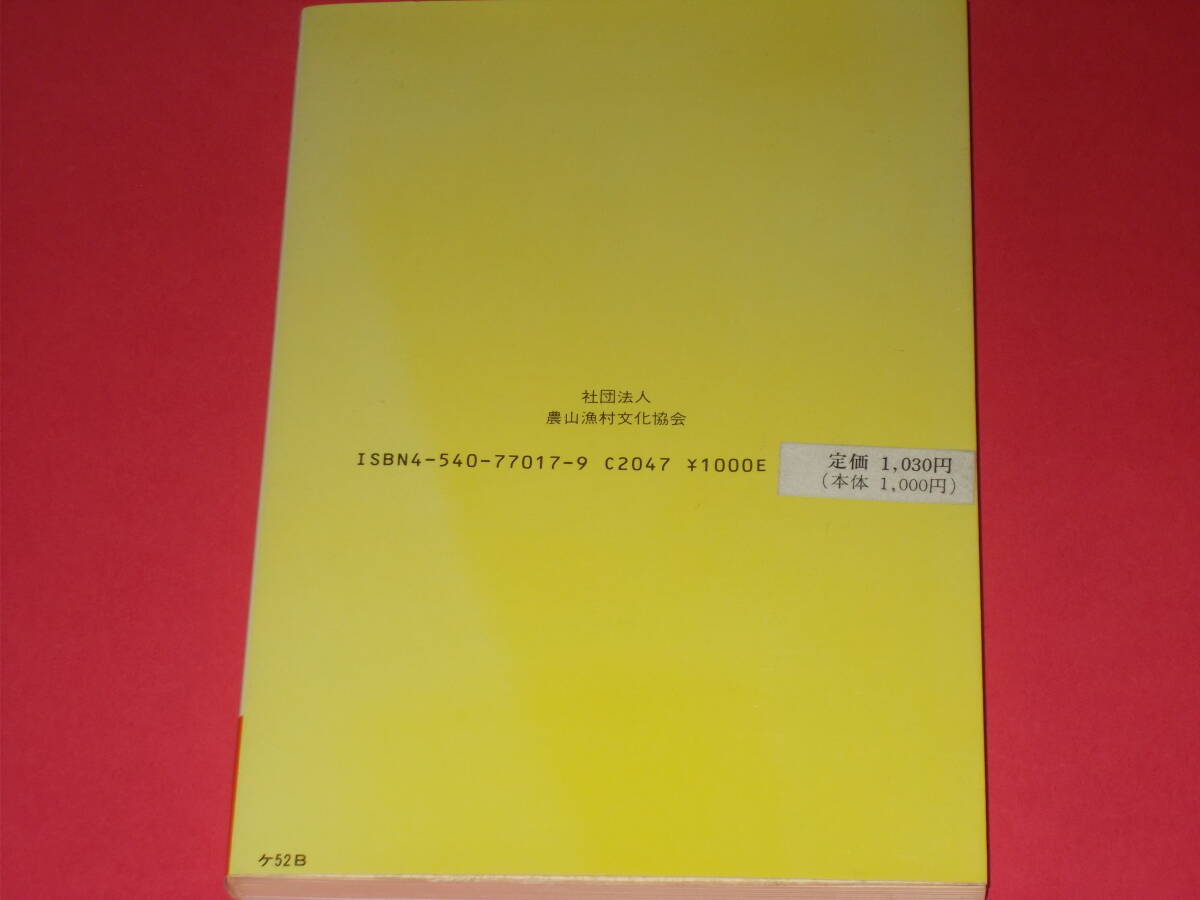 社団法人
農山漁村文化協会
ISBN4-540-77017-9 C2047 ¥1000E
定価 1,030円
(本体 1,000円)
ケ52B